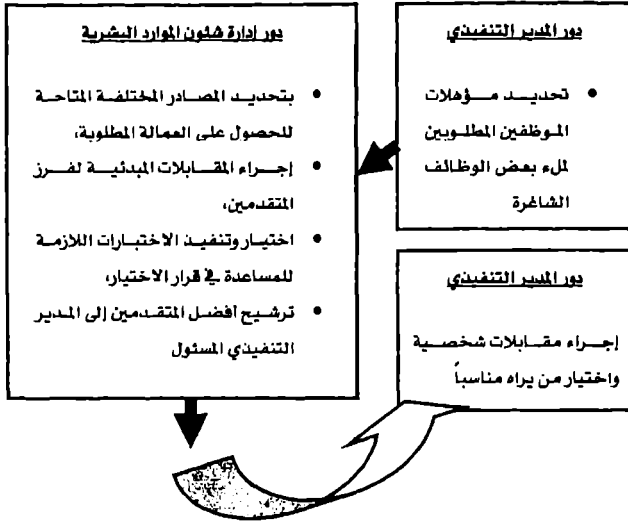 دور المدير التنفيذي
• تحديد مؤهلات
الموظفين المطلوبين
لملء بعض الوظائف
الشاغرة
دور إدارة شئون الموارد البشرية
• بتحديد المصادر المختلفة المتاحة
للحصول على العمالة المطلوبة،
• إجراء المقابلات المبدئية لفرز
المتقدمين،
• اختيار وتنفيذ الاختبارات اللازمة
للمساعدة في قرار الاختيار،
• ترشيح أفضل المتقدمين إلى المدير
التنفيذي المسئول
دور المدير التنفيذي
إجراء مقابلات شخصية
واختيار من يراه مناسباً